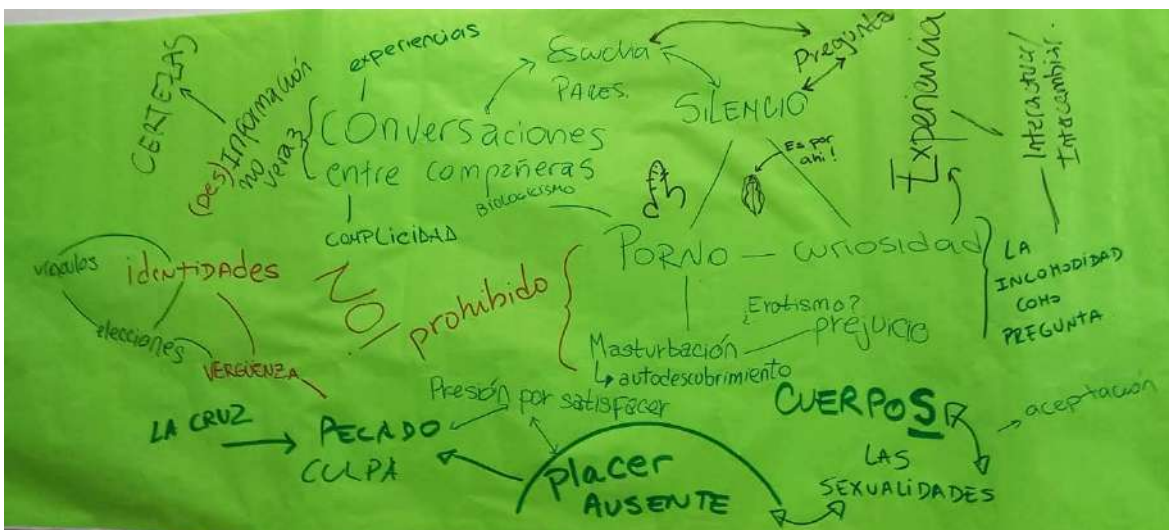 CERTEZAS
(DES)Información
no
veraz
experiencias
CONversaciones
entre compañeras
COMPLICIDAD
Escucha
PARES.
SILENCIO
Pregunta
Experiencia
Interactuar/
Intercambiar
Es por
ahi!
BIOLOGICISMO
PORNO — curiosidad
LA
INCOMODIDAD
COMO
PREGUNTA
vínculos
identidades
elecciones
VERGÜENZA
NO!
prohibido
¿Erotismo?
Masturbación
prejuicio
autodescubrimiento
Presión por satisfacer
LA CRUZ
PECADO
CULPA
placer
AUSENTE
CUERPOS
aceptación
LAS
SEXUALIDADES